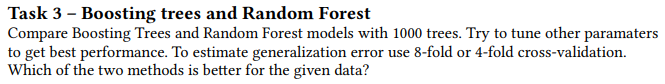 Task 3 – Boosting trees and Random Forest
Compare Boosting Trees and Random Forest models with 1000 trees. Try to tune other paramaters
to get best performance. To estimate generalization error use 8-fold or 4-fold cross-validation.
Which of the two methods is better for the given data?